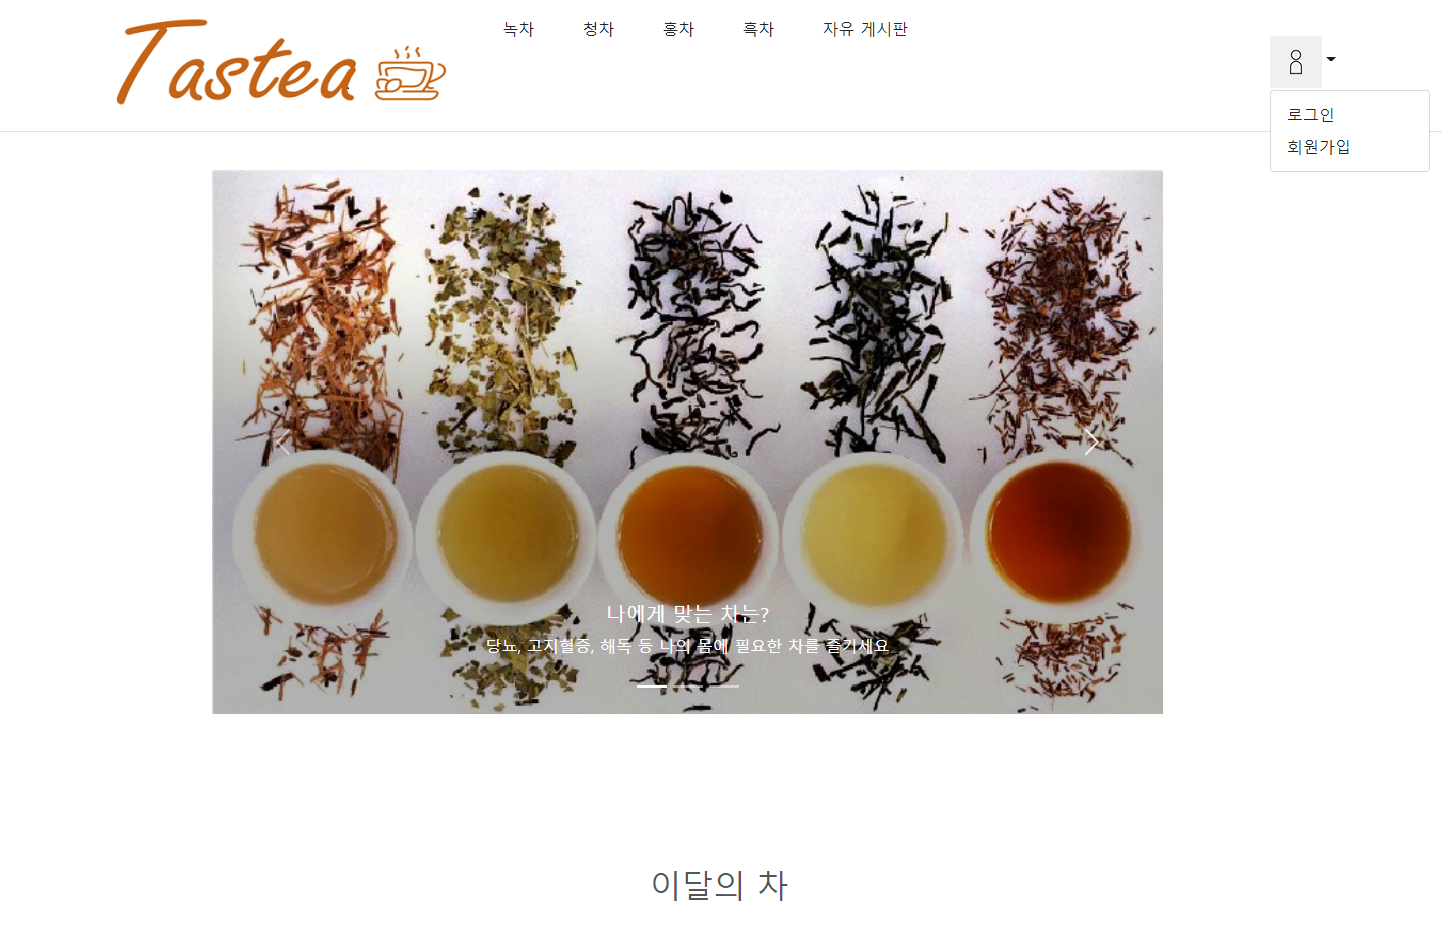 Tastea
녹차 청차 홍차 흑차 자유 게시판
로그인
회원가입
나에게 맞는 차는?
당뇨, 고지혈증, 해독 등 나의 몸에 필요한 차를 즐기세요
이달의 차